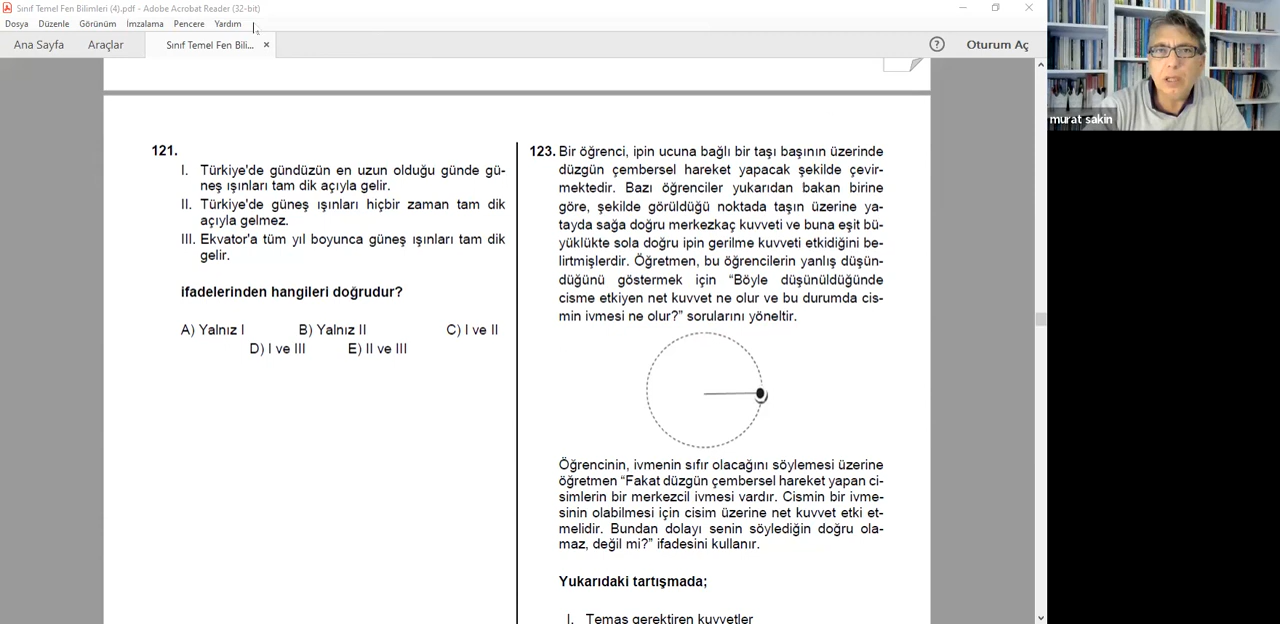 Sınıf Temel Fen Bilimleri (4).pdf - Adobe Acrobat Reader (32-bit)
Dosya Düzenle Görünüm İmzalama Pencere Yardım
Ana Sayfa Araçlar Sınıf Temel Fen Bili... × ? Oturum Aç
murat sakin
121.
I. Türkiye'de gündüzün en uzun olduğu günde gü-
neş ışınları tam dik açıyla gelir.
II. Türkiye'de güneş ışınları hiçbir zaman tam dik
açıyla gelmez.
III. Ekvator'a tüm yıl boyunca güneş ışınları tam dik
gelir.
ifadelerinden hangileri doğrudur?
A) Yalnız I B) Yalnız II C) I ve II
D) I ve III E) II ve III
123. Bir öğrenci, ipin ucuna bağlı bir taşı başının üzerinde
düzgün çembersel hareket yapacak şekilde çevir-
mektedir. Bazı öğrenciler yukarıdan bakan birine
göre, şekilde görüldüğü noktada taşın üzerine ya-
tayda sağa doğru merkezkaç kuvveti ve buna eşit bü-
yüklükte sola doğru ipin gerilme kuvveti etkidiğini be-
lirtmişlerdir. Öğretmen, bu öğrencilerin yanlış düşün-
düğünü göstermek için “Böyle düşünüldüğünde
cisme etkiyen net kuvvet ne olur ve bu durumda cis-
min ivmesi ne olur?” sorularını yöneltir.
Öğrencinin, ivmenin sıfır olacağını söylemesi üzerine
öğretmen “Fakat düzgün çembersel hareket yapan ci-
simlerin bir merkezcil ivmesi vardır. Cismin bir ivme-
sinin olabilmesi için cisim üzerine net kuvvet etki et-
melidir. Bundan dolayı senin söylediğin doğru ola-
maz, değil mi?” ifadesini kullanır.
Yukarıdaki tartışmada;
I. Temas gerektiren kuvvetler